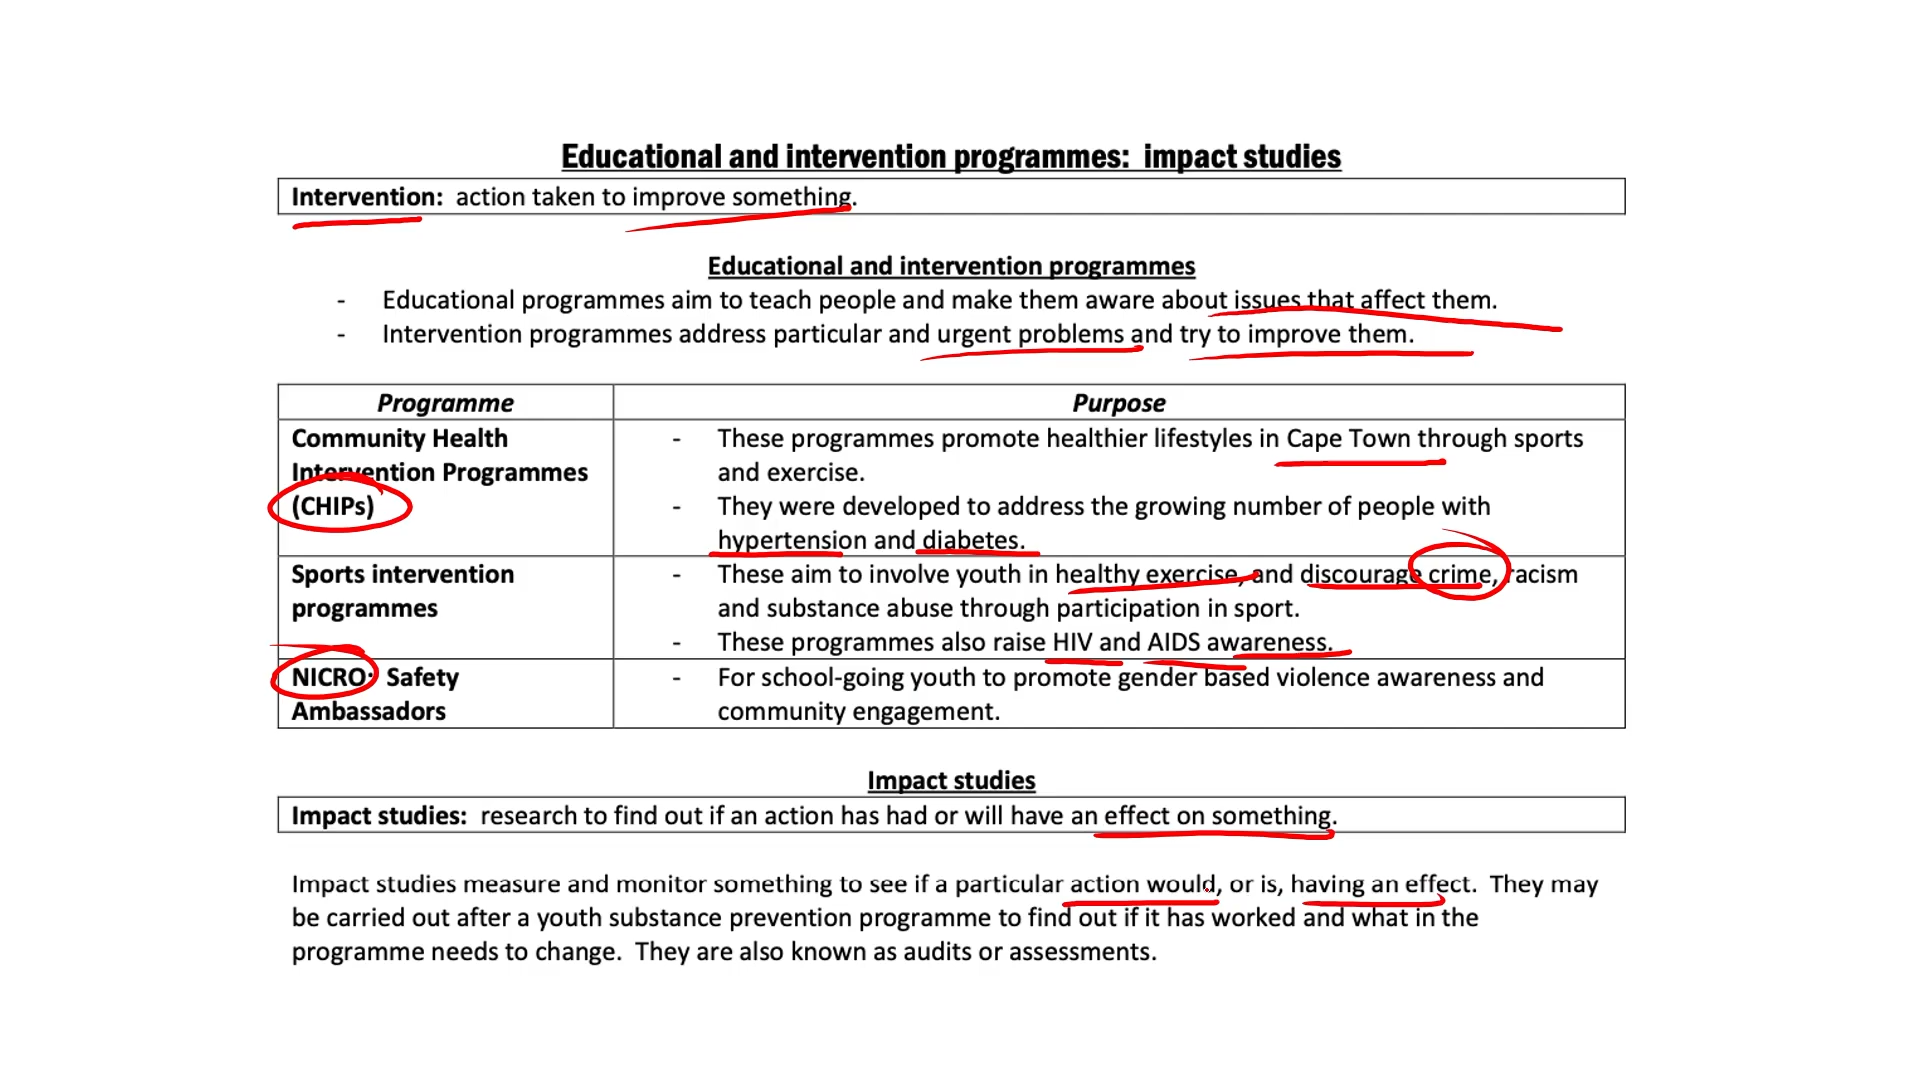 Educational and intervention programmes:  impact studies
Intervention:  action taken to improve something.
Educational and intervention programmes
- Educational programmes aim to teach people and make them aware about issues that affect them.
- Intervention programmes address particular and urgent problems and try to improve them.
Programme Purpose
Community Health
Intervention Programmes
(CHIPs)
- These programmes promote healthier lifestyles in Cape Town through sports
and exercise.
- They were developed to address the growing number of people with
hypertension and diabetes.
Sports intervention
programmes
- These aim to involve youth in healthy exercise, and discourage crime, racism
and substance abuse through participation in sport.
- These programmes also raise HIV and AIDS awareness.
NICRO:  Safety
Ambassadors
- For school-going youth to promote gender based violence awareness and
community engagement.
Impact studies
Impact studies:  research to find out if an action has had or will have an effect on something.
Impact studies measure and monitor something to see if a particular action would, or is, having an effect.  They may
be carried out after a youth substance prevention programme to find out if it has worked and what in the
programme needs to change.  They are also known as audits or assessments.